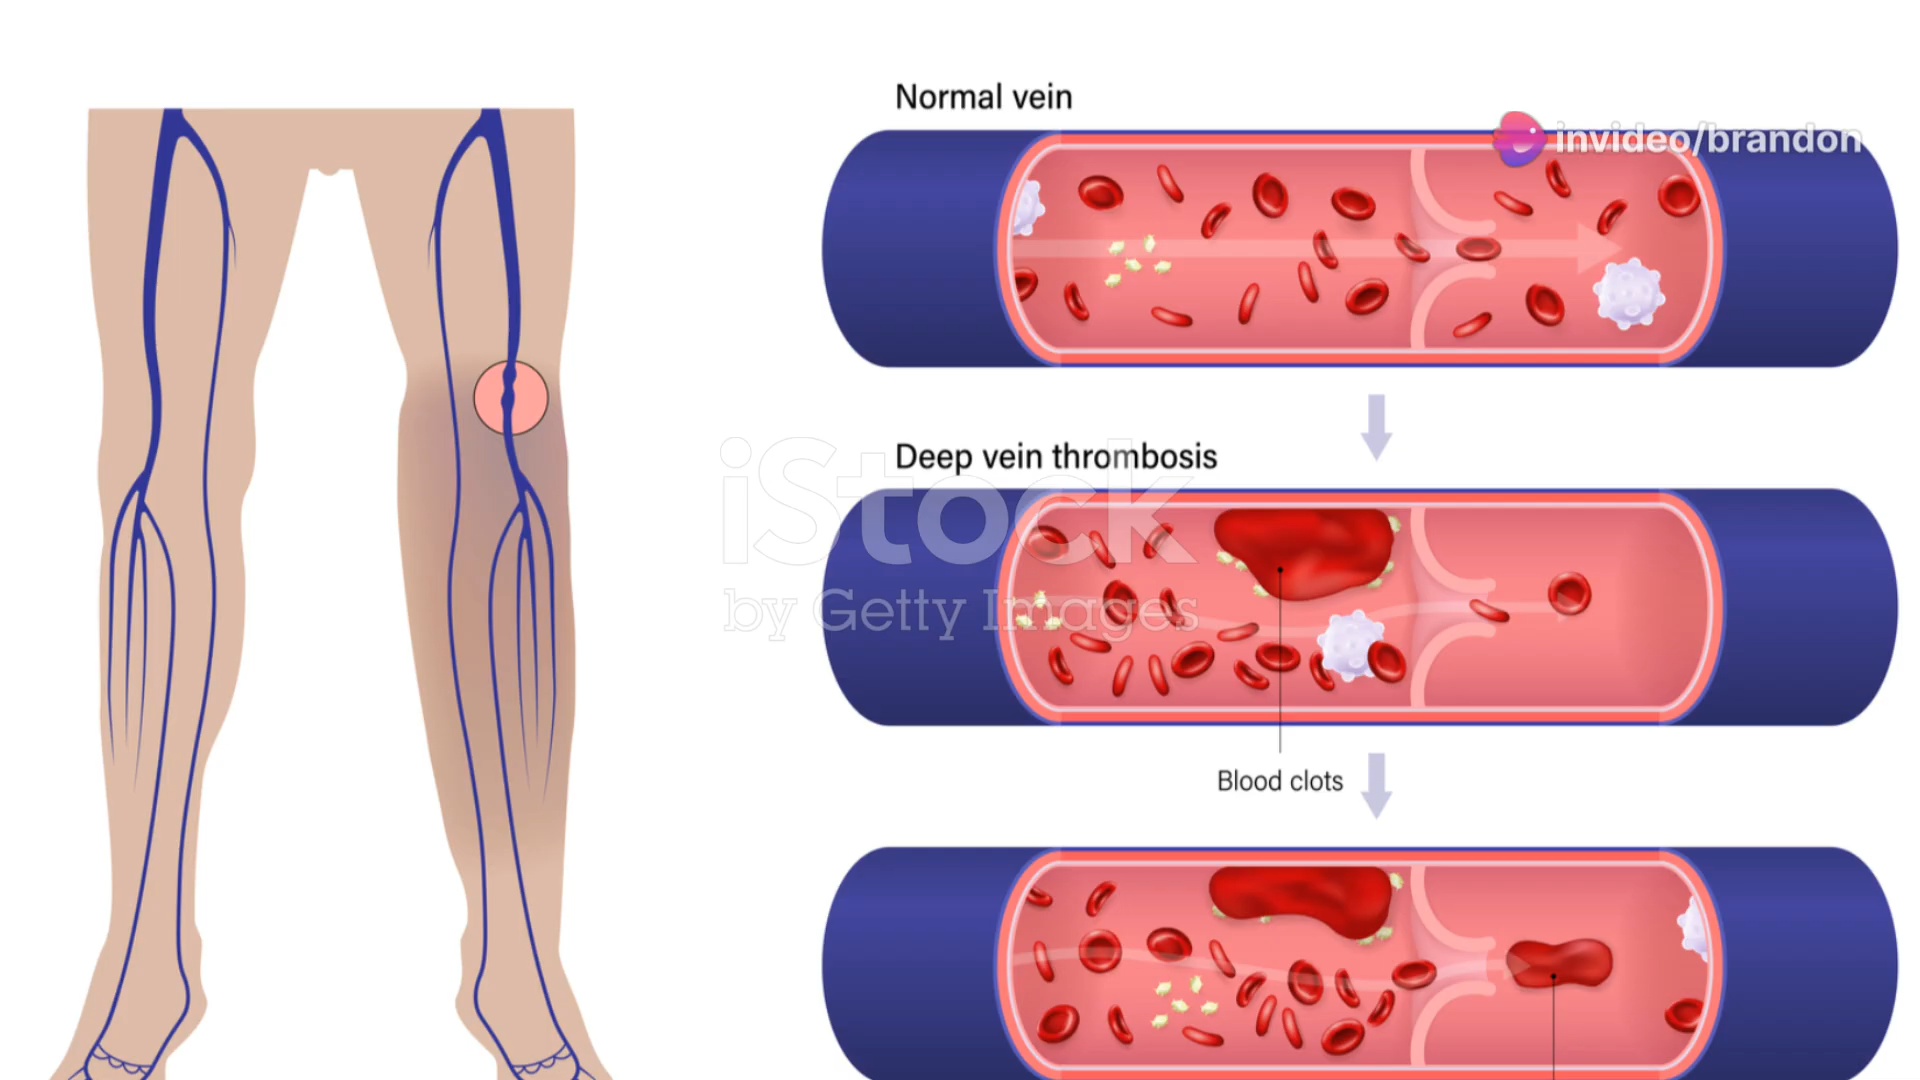 Normal vein
invideo/brandon
Deep vein thrombosis
iStock
by Getty Images
Blood clots